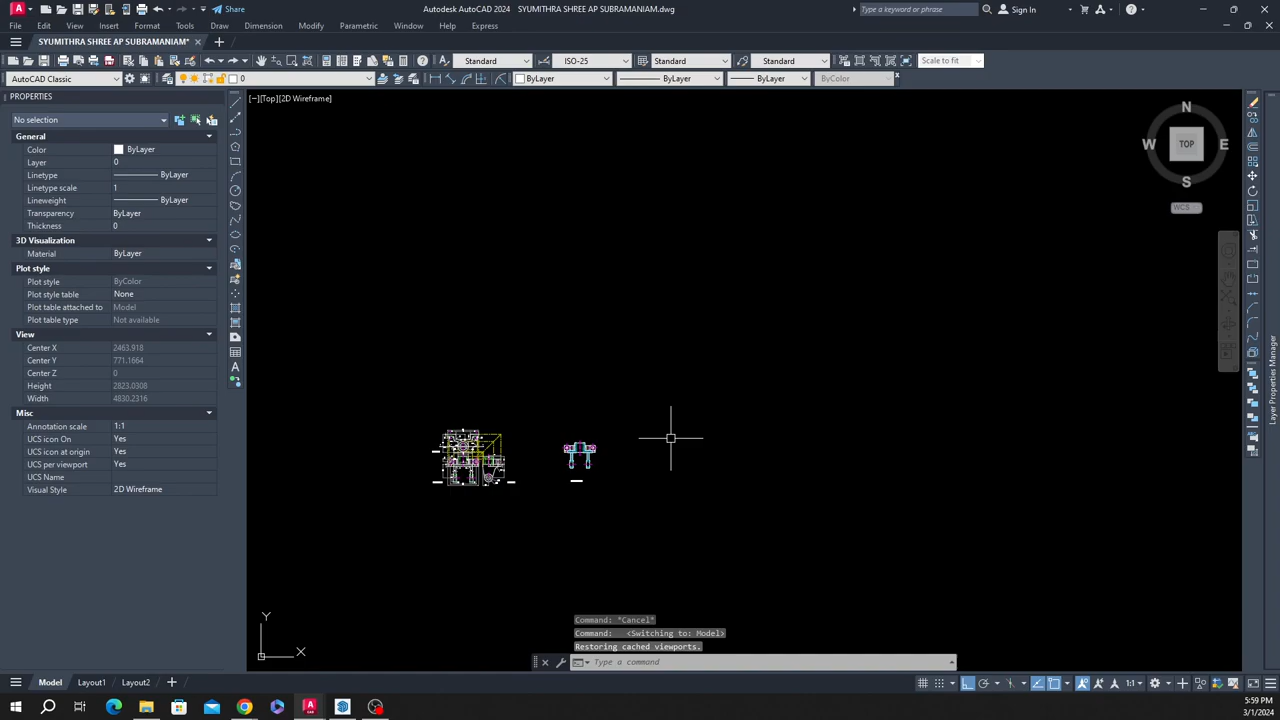 Share
Autodesk AutoCAD 2024 SYUMITHRA SHREE AP SUBRAMANIAM.dwg
Type a keyword or phrase
Sign In
File Edit View Insert Format Tools Draw Dimension Modify Parametric Window Help Express
SYUMITHRA SHREE AP SUBRAMANIAM*
Standard
ISO-25
Standard
Standard
Scale to fit
AutoCAD Classic
0
ByLayer
ByLayer
ByLayer
ByColor
PROPERTIES
[−][Top][2D Wireframe]
No selection
General
Color ByLayer
Layer 0
Linetype ByLayer
Linetype scale 1
Lineweight ByLayer
Transparency ByLayer
Thickness 0
3D Visualization
Material ByLayer
Plot style
Plot style ByColor
Plot style table None
Plot table attached to Model
Plot table type Not available
View
Center X 2463.918
Center Y 771.1664
Center Z 0
Height 2823.0308
Width 4830.2316
Misc
Annotation scale 1:1
UCS icon On Yes
UCS icon at origin Yes
UCS per viewport Yes
UCS Name
Visual Style 2D Wireframe
N
W TOP E
S
WCS
Layer Properties Manager
Y
X
Command: *Cancel*
Command: <Switching to: Model>
Restoring cached viewports.
Type a command
Model Layout1 Layout2
1:1
5:59 PM
3/1/2024